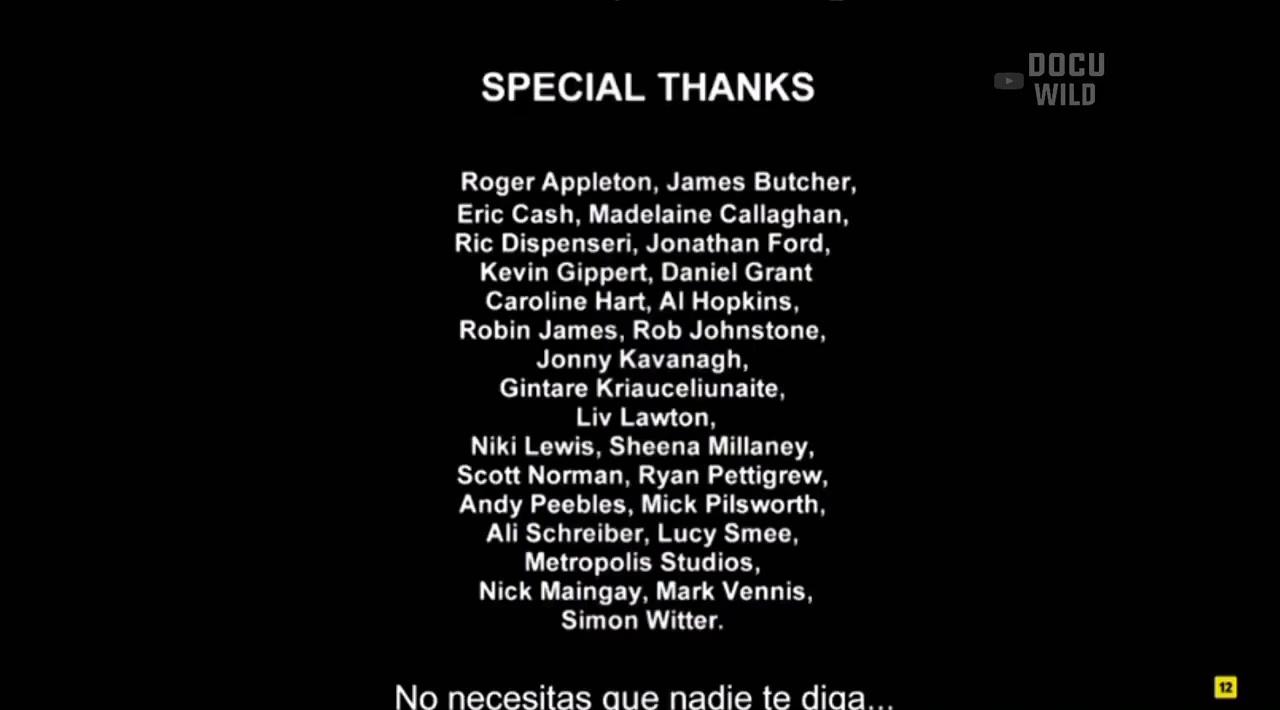 SPECIAL THANKS
DOCU
WILD
Roger Appleton, James Butcher,
Eric Cash, Madelaine Callaghan,
Ric Dispenseri, Jonathan Ford,
Kevin Gippert, Daniel Grant
Caroline Hart, Al Hopkins,
Robin James, Rob Johnstone,
Jonny Kavanagh,
Gintare Kriauceliunaite,
Liv Lawton,
Niki Lewis, Sheena Millaney,
Scott Norman, Ryan Pettigrew,
Andy Peebles, Mick Pilsworth,
Ali Schreiber, Lucy Smee,
Metropolis Studios,
Nick Maingay, Mark Vennis,
Simon Witter.
No necesitas que nadie te diga...
12